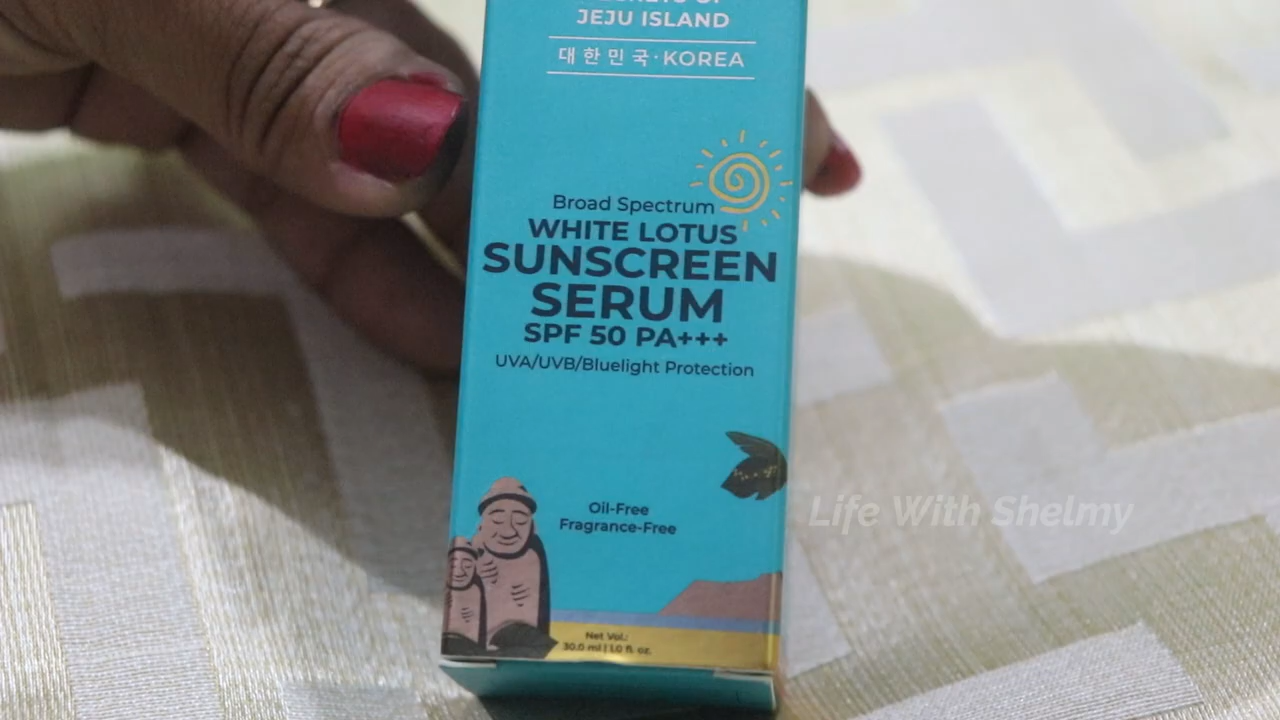 JEJU ISLAND
대한민국·KOREA
Broad Spectrum
WHITE LOTUS
SUNSCREEN
SERUM
SPF 50 PA+++
UVA/UVB/Bluelight Protection
Oil-Free
Fragrance-Free
Life With Shelmy
Net Vol.:
30.0 ml | 1.0 fl. oz.